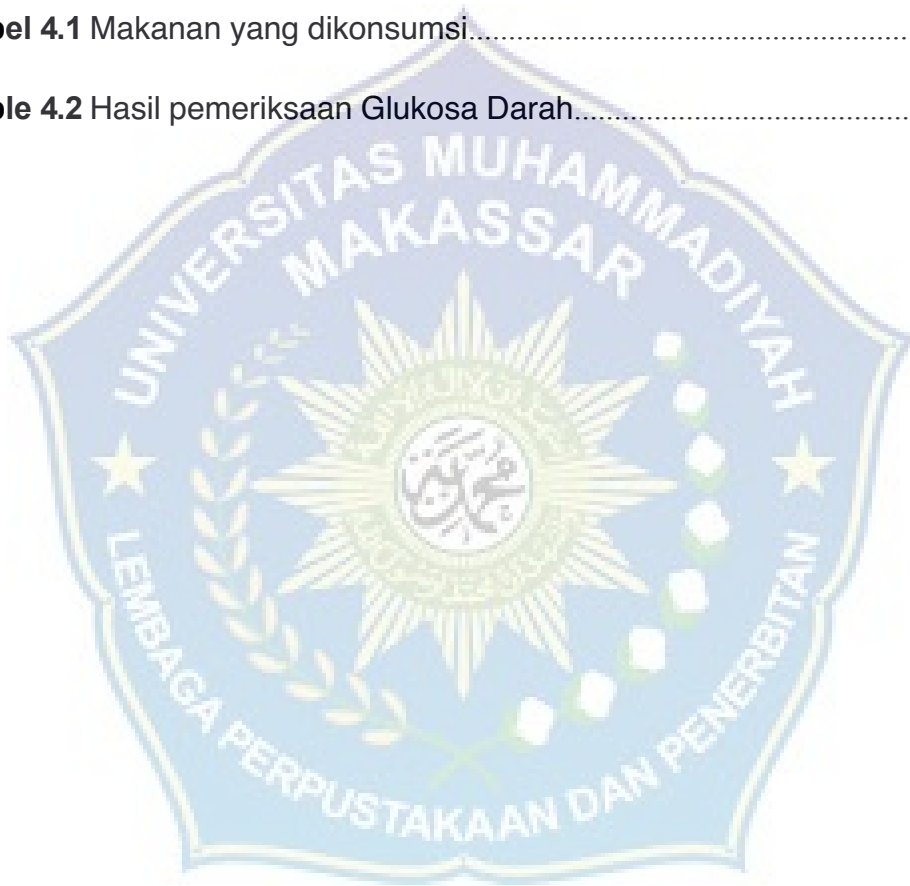 bel 4.1 Makanan yang dikonsumsi
ole 4.2 Hasil pemeriksaan Glukosa Darah
UNIVERSITAS MUHAMMADIYAH
MAKASSAR
LEMBAGA PERPUSTAKAAN DAN PENERBITAN